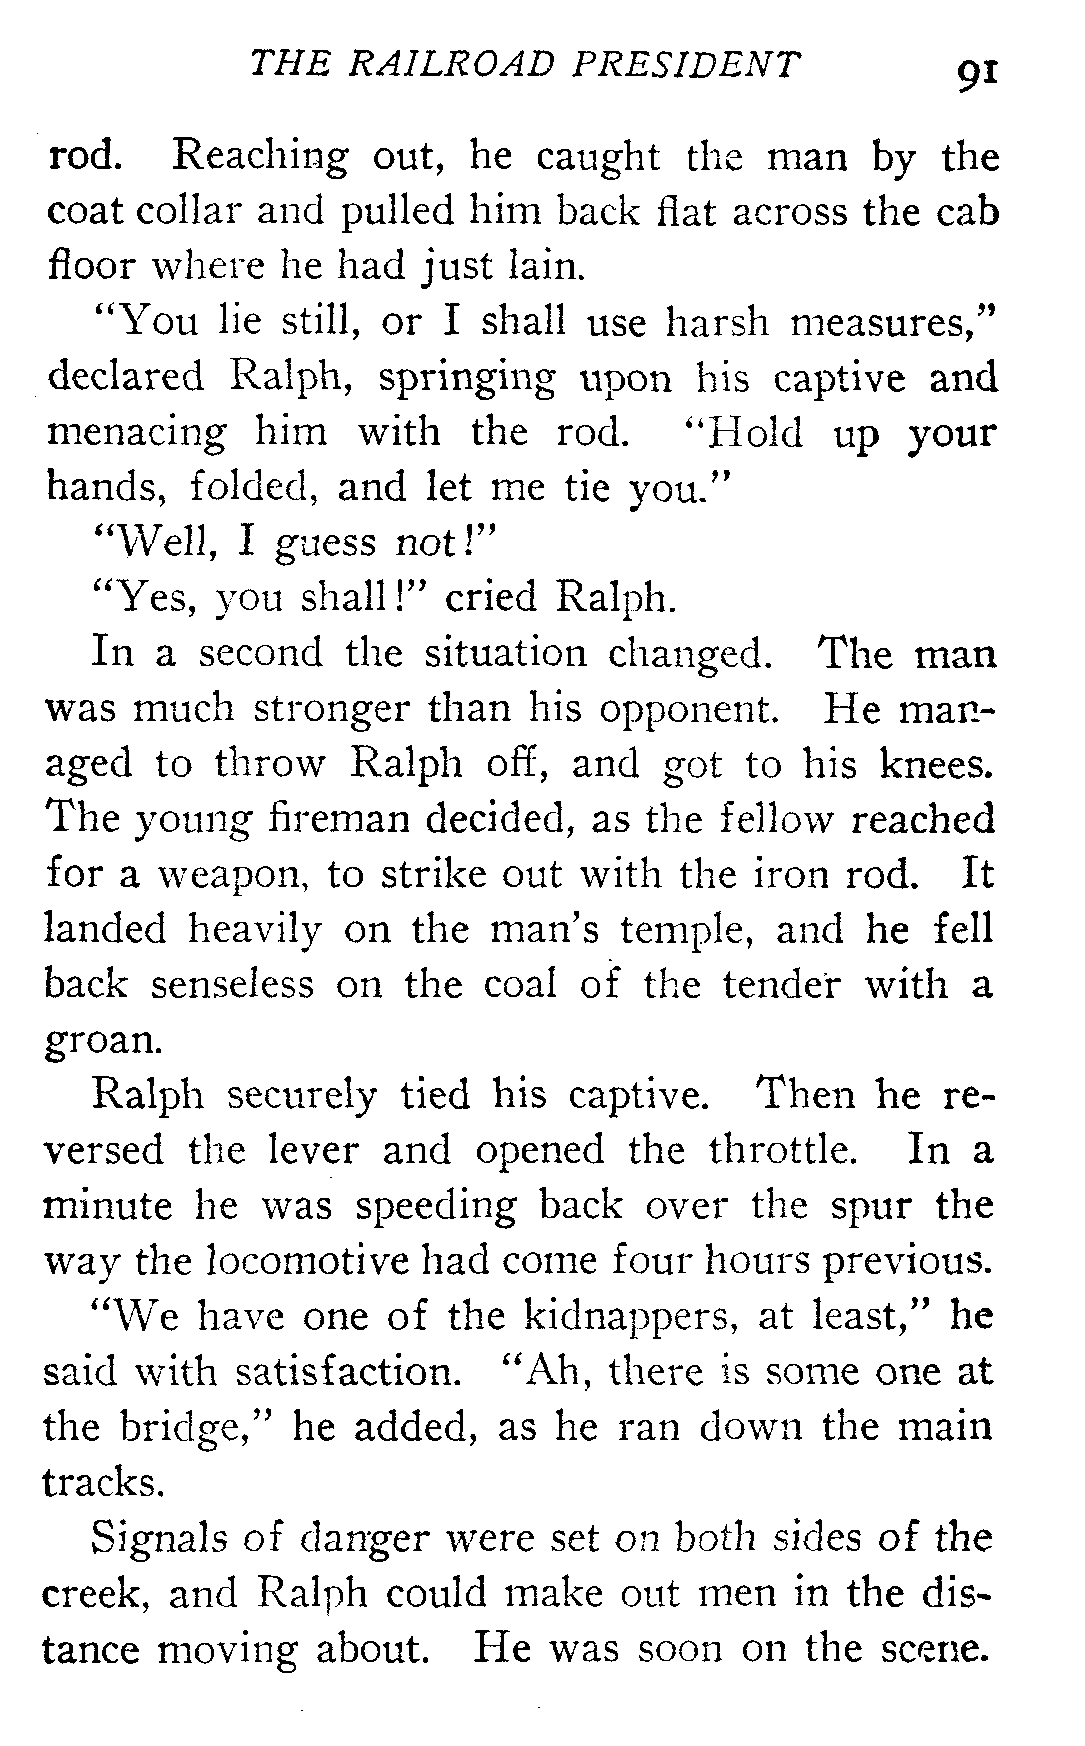 THE RAILROAD PRESIDENT 91
rod. Reaching out, he caught the man by the
coat collar and pulled him back flat across the cab
floor where he had just lain.
“You lie still, or I shall use harsh measures,”
declared Ralph, springing upon his captive and
menacing him with the rod. “Hold up your
hands, folded, and let me tie you.”
“Well, I guess not!”
“Yes, you shall!” cried Ralph.
In a second the situation changed. The man
was much stronger than his opponent. He man-
aged to throw Ralph off, and got to his knees.
The young fireman decided, as the fellow reached
for a weapon, to strike out with the iron rod. It
landed heavily on the man’s temple, and he fell
back senseless on the coal of the tender with a
groan.
Ralph securely tied his captive. Then he re-
versed the lever and opened the throttle. In a
minute he was speeding back over the spur the
way the locomotive had come four hours previous.
“We have one of the kidnappers, at least,” he
said with satisfaction. “Ah, there is some one at
the bridge,” he added, as he ran down the main
tracks.
Signals of danger were set on both sides of the
creek, and Ralph could make out men in the dis-
tance moving about. He was soon on the scene.